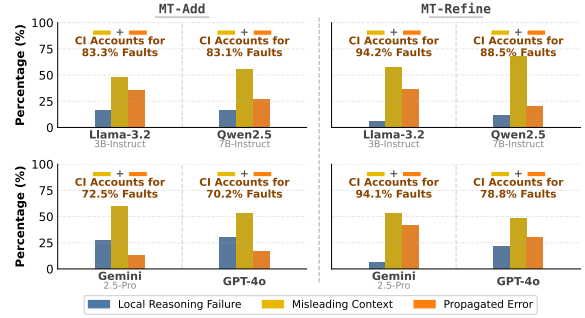 MT-Add
MT-Refine
Percentage (%)
100
75
50
25
0
+
CI Accounts for
83.3% Faults
+
CI Accounts for
83.1% Faults
+
CI Accounts for
94.2% Faults
+
CI Accounts for
88.5% Faults
Llama-3.2
3B-Instruct
Qwen2.5
7B-Instruct
Llama-3.2
3B-Instruct
Qwen2.5
7B-Instruct
Percentage (%)
100
75
50
25
0
+
CI Accounts for
72.5% Faults
+
CI Accounts for
70.2% Faults
+
CI Accounts for
94.1% Faults
+
CI Accounts for
78.8% Faults
Gemini
2.5-Pro
GPT-4o
Gemini
2.5-Pro
GPT-4o
Local Reasoning Failure
Misleading Context
Propagated Error